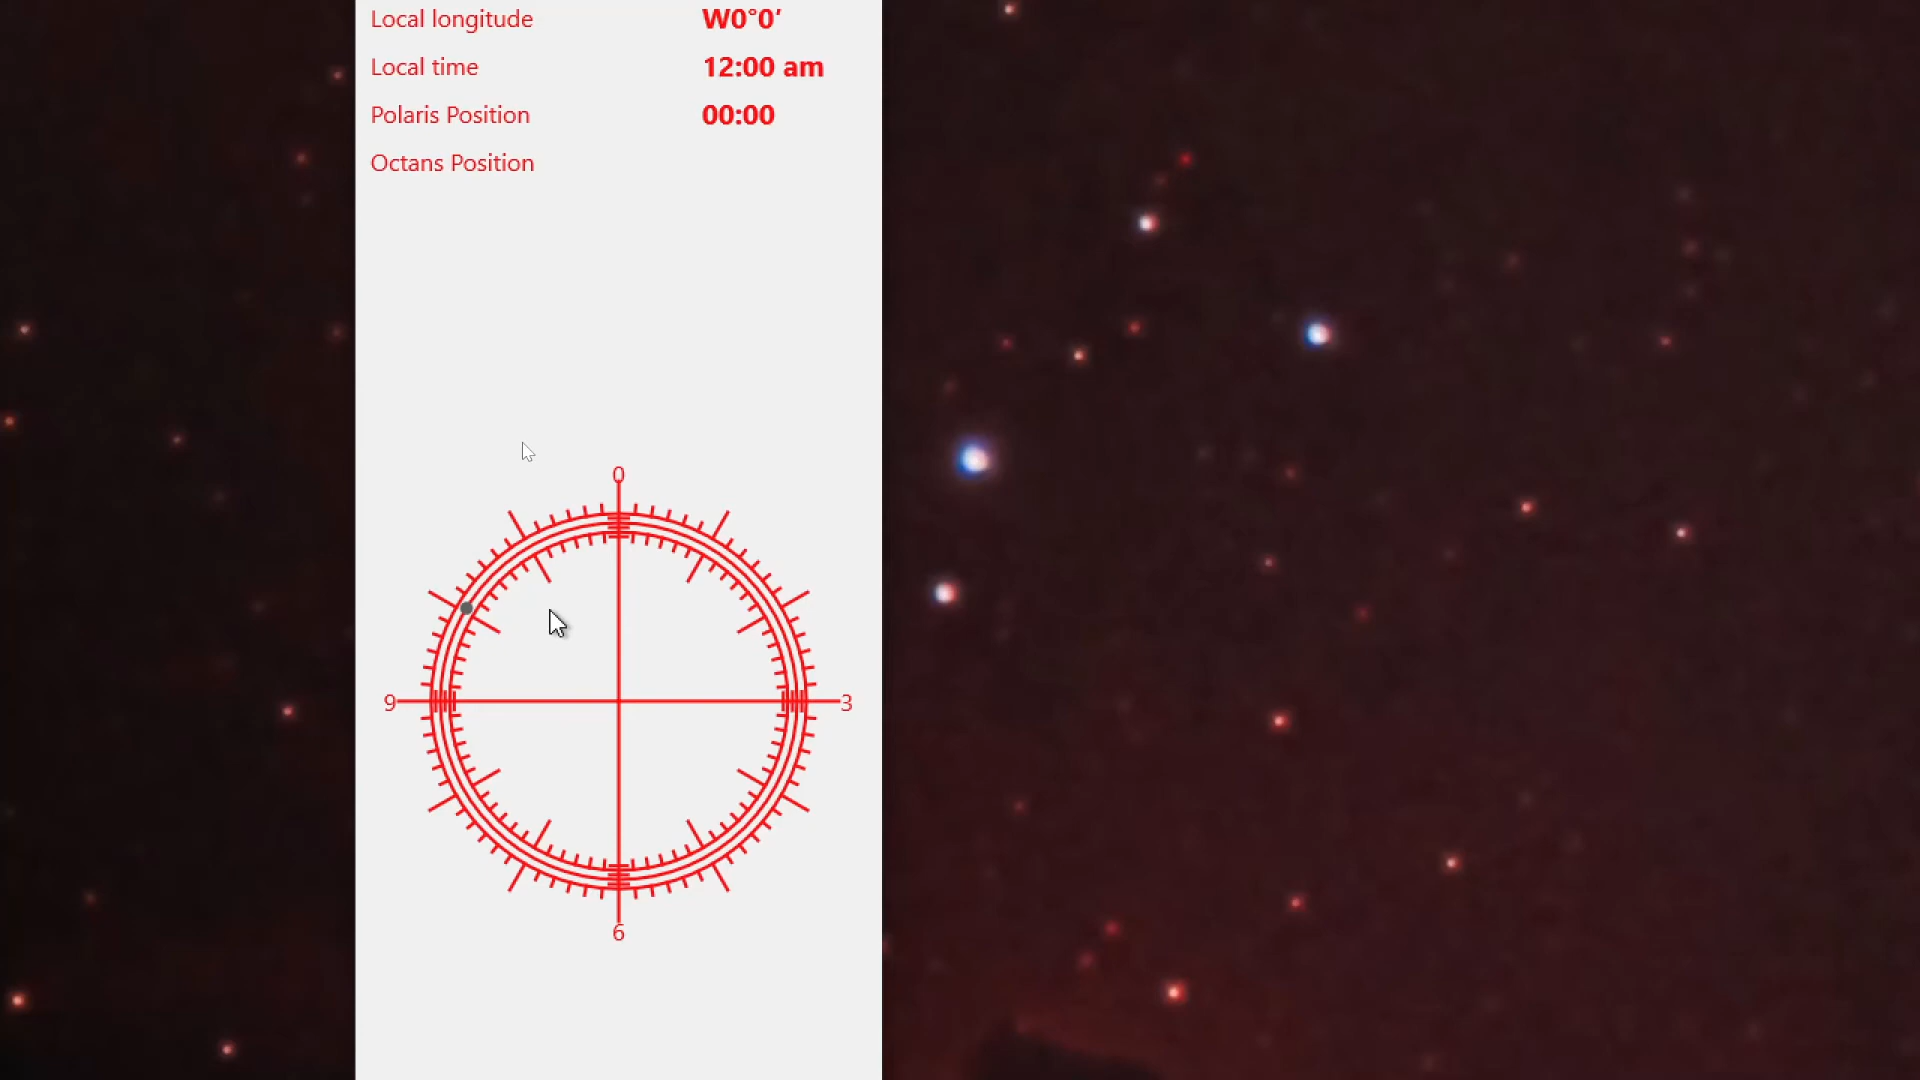 Local longitude W0°0′
Local time 12:00 am
Polaris Position 00:00
Octans Position
0
9 3
6